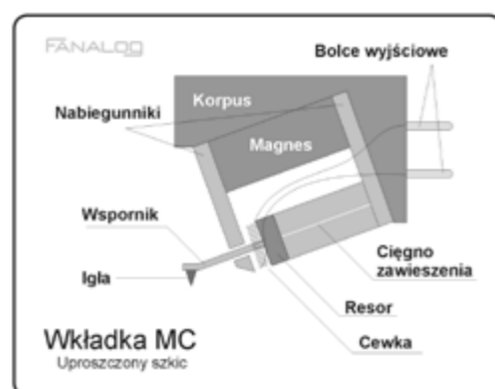 FANALOG
Bolce wyjściowe
Korpus
Nabiegunniki
Magnes
Wspornik
Igła
Cięgno
zawieszenia
Resor
Cewka
Wkładka MC
Uproszczony szkic